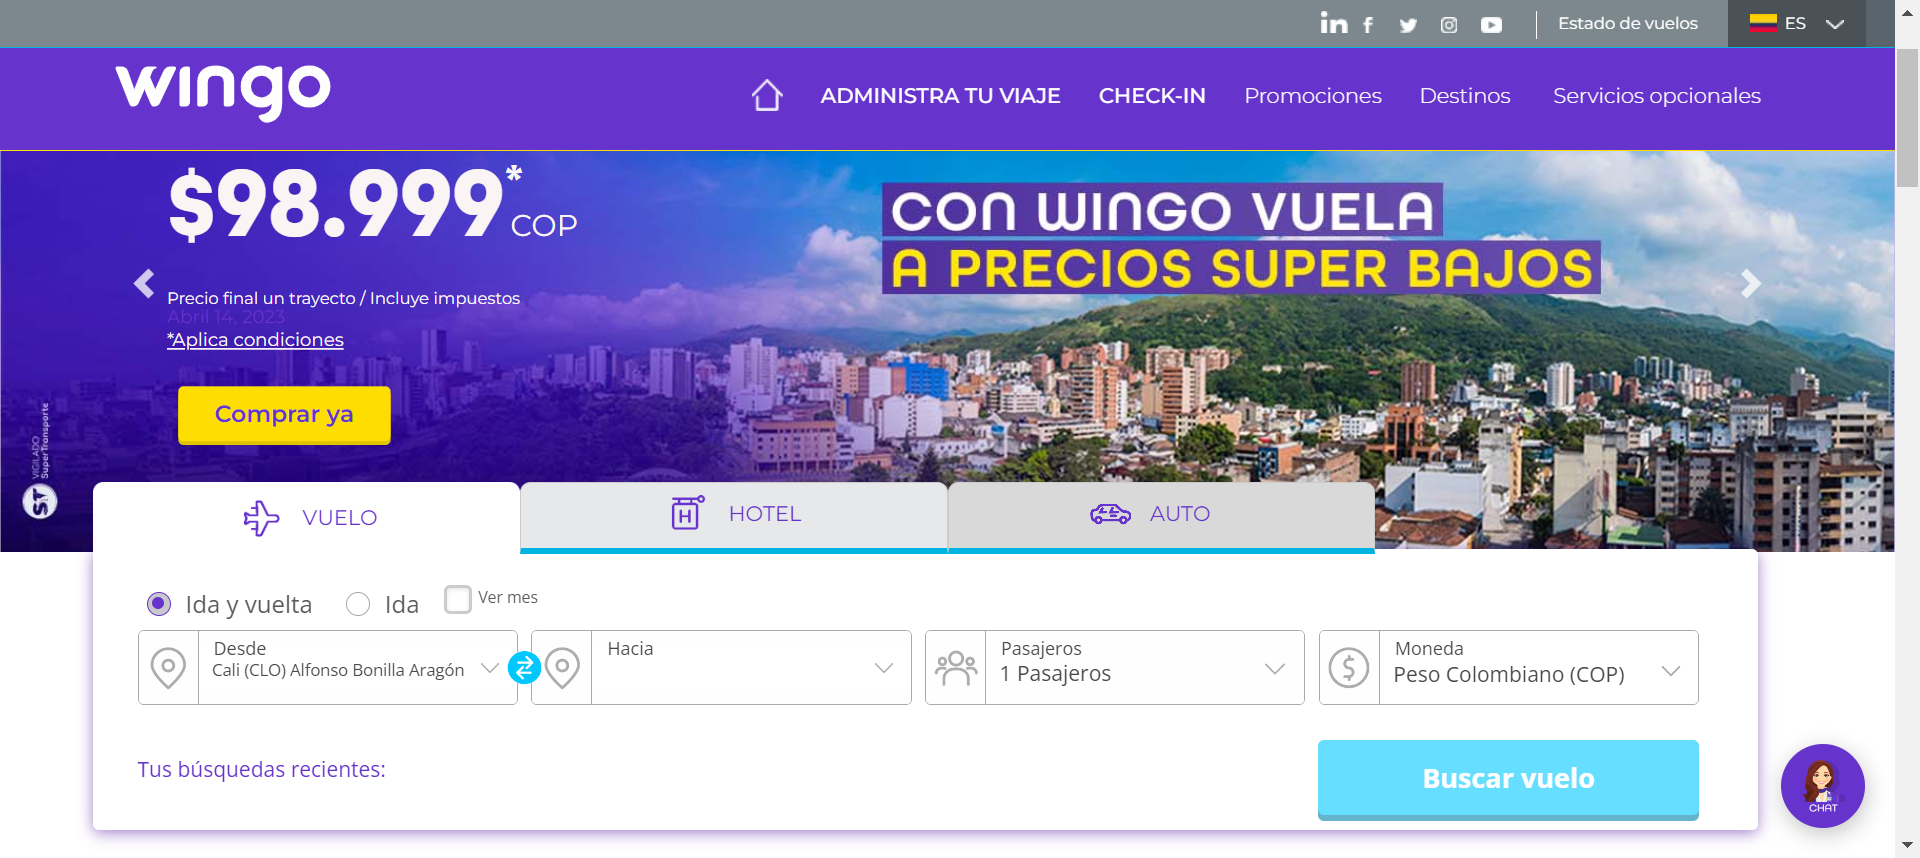 Estado de vuelos
ES
wingo
ADMINISTRA TU VIAJE
CHECK-IN
Promociones
Destinos
Servicios opcionales
$98.999*
COP
CON WINGO VUELA
A PRECIOS SUPER BAJOS
Precio final un trayecto / Incluye impuestos
Abril 14, 2023
*Aplica condiciones
Comprar ya
VIGILADO
SuperTransporte
ST
VUELO
HOTEL
AUTO
Ida y vuelta
Ida
Ver mes
Desde
Cali (CLO) Alfonso Bonilla Aragón
Hacia
Pasajeros
1 Pasajeros
Moneda
Peso Colombiano (COP)
Tus búsquedas recientes:
Buscar vuelo
CHAT